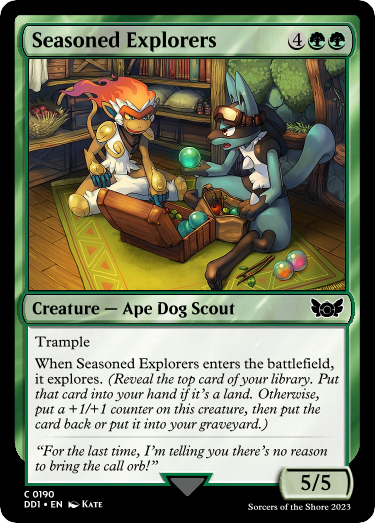 Seasoned Explorers 4
Creature — Ape Dog Scout
Trample
When Seasoned Explorers enters the battlefield,
it explores. (Reveal the top card of your library. Put
that card into your hand if it's a land. Otherwise,
put a +1/+1 counter on this creature, then put the
card back or put it into your graveyard.)
“For the last time, I'm telling you there's no reason
to bring the call orb!”
5/5
C 0190
DD1 • EN KATE
Sorcers of the Shore 2023